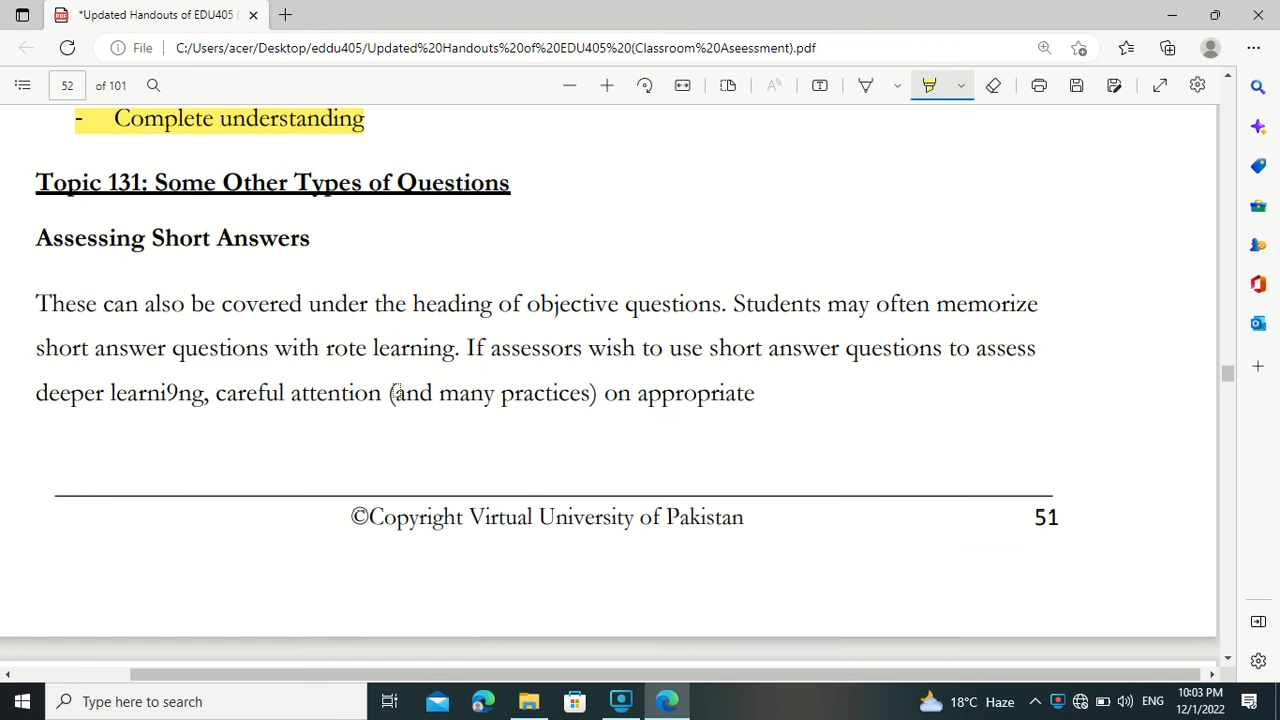 *Updated Handouts of EDU405 (
File
C:/Users/acer/Desktop/eddu405/Updated%20Handouts%20of%20EDU405%20(Classroom%20Aseessment).pdf
52 of 101
- Complete understanding
Topic 131: Some Other Types of Questions
Assessing Short Answers
These can also be covered under the heading of objective questions. Students may often memorize
short answer questions with rote learning. If assessors wish to use short answer questions to assess
deeper learni9ng, careful attention (and many practices) on appropriate
©Copyright Virtual University of Pakistan
51
Type here to search
18°C Haze
ENG
10:03 PM
12/1/2022